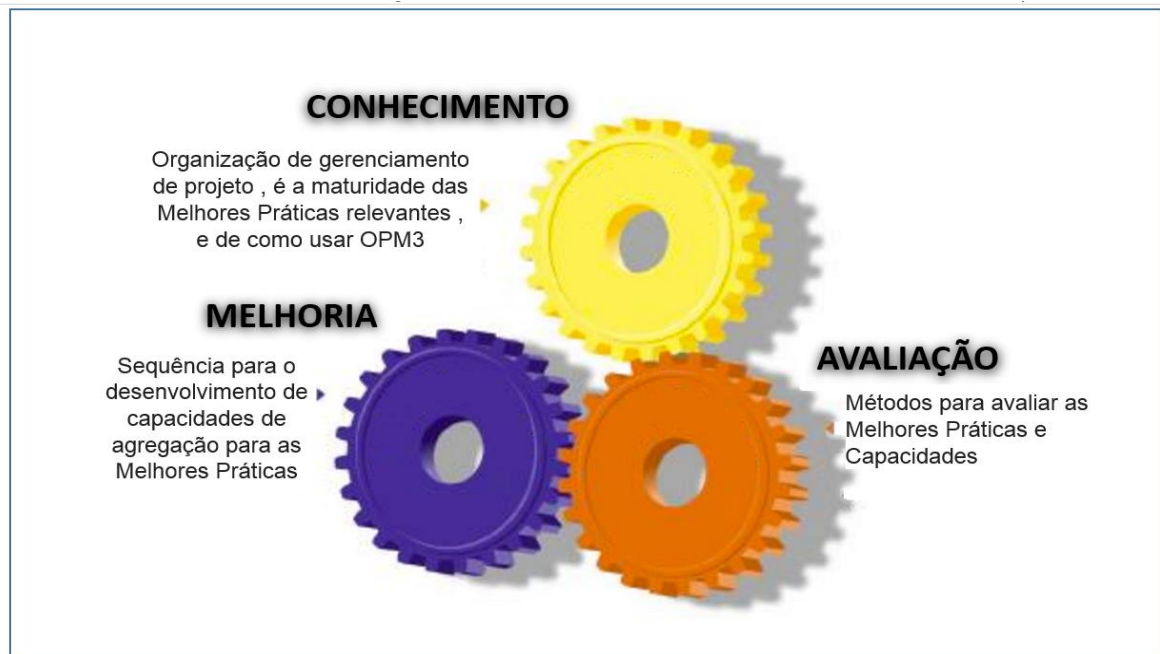 CONHECIMENTO
Organização de gerenciamento
de projeto , é a maturidade das
Melhores Práticas relevantes ,
e de como usar OPM3
MELHORIA
Sequência para o
desenvolvimento de
capacidades de
agregação para as
Melhores Práticas
AVALIAÇÃO
Métodos para avaliar as
Melhores Práticas e
Capacidades